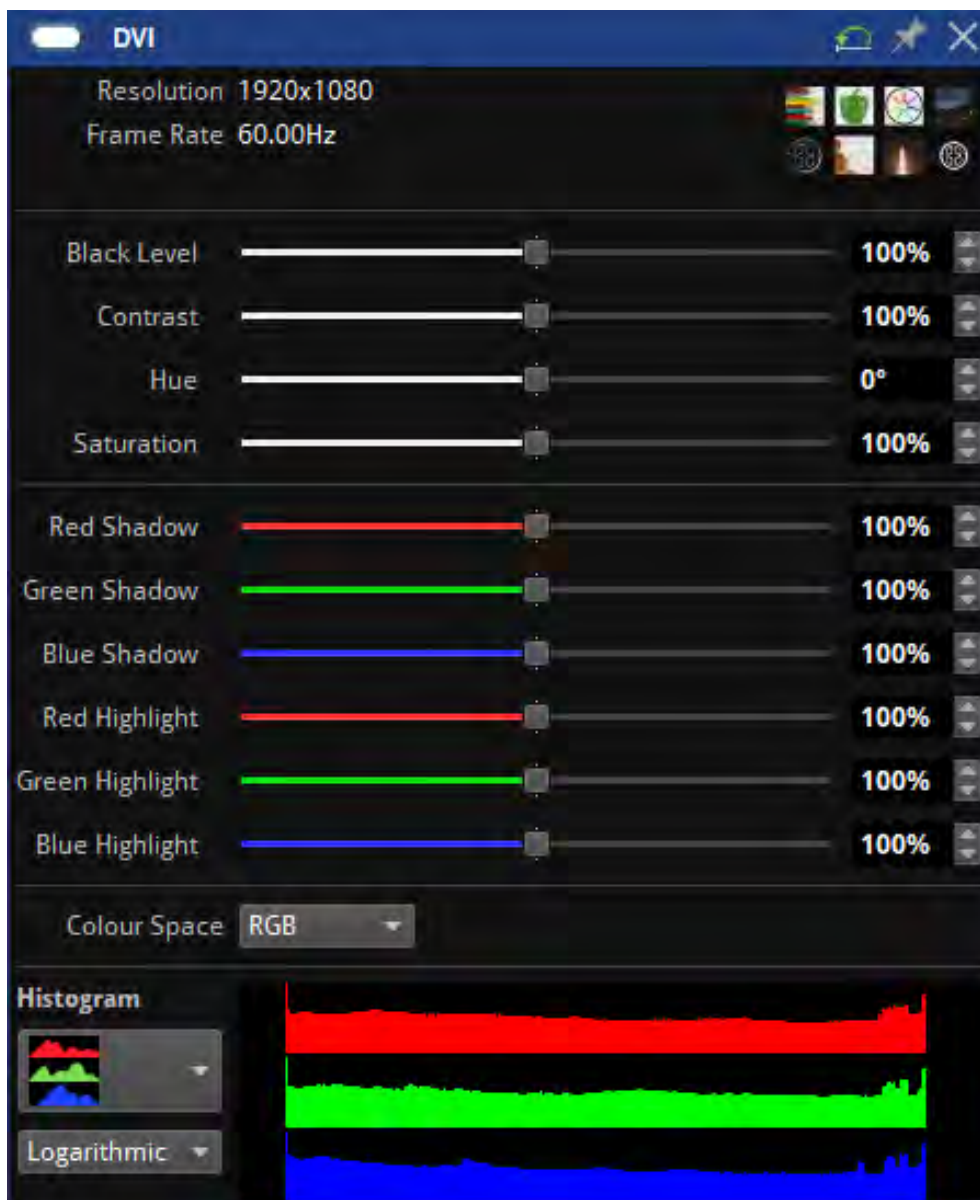 DVI
Resolution 1920x1080
Frame Rate 60.00Hz
Black Level 100%
Contrast 100%
Hue 0°
Saturation 100%
Red Shadow 100%
Green Shadow 100%
Blue Shadow 100%
Red Highlight 100%
Green Highlight 100%
Blue Highlight 100%
Colour Space RGB
Histogram
Logarithmic